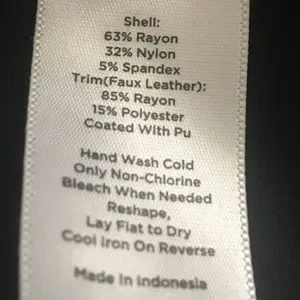 Shell:
63% Rayon
32% Nylon
5% Spandex
Trim(Faux Leather):
85% Rayon
15% Polyester
Coated With Pu
Hand Wash Cold
Only Non-Chlorine
Bleach When Needed
Reshape,
Lay Flat to Dry
Cool Iron On Reverse
Made In Indonesia